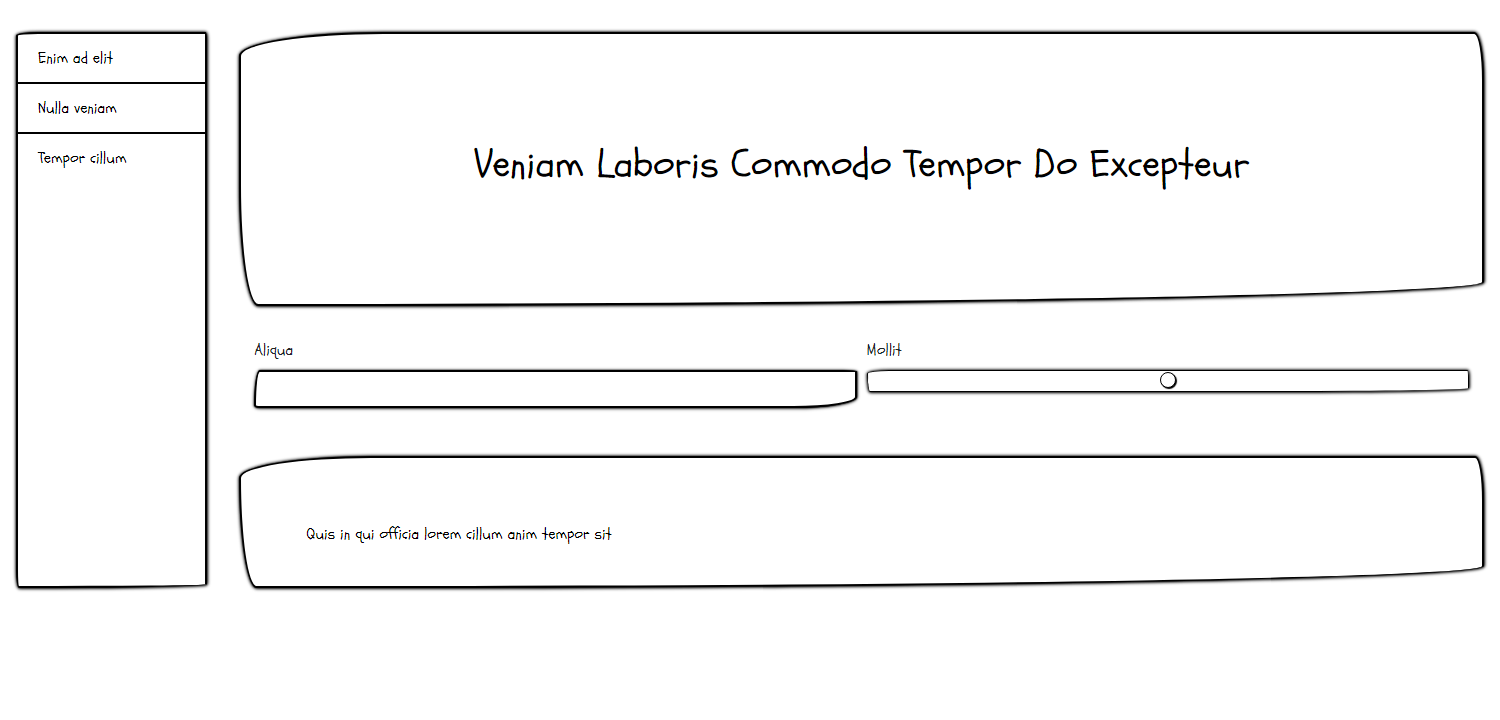 Enim ad elit
Nulla veniam
Tempor cillum
Veniam Laboris Commodo Tempor Do Excepteur
Aliqua
Mollit
Quis in qui officia lorem cillum anim tempor sit